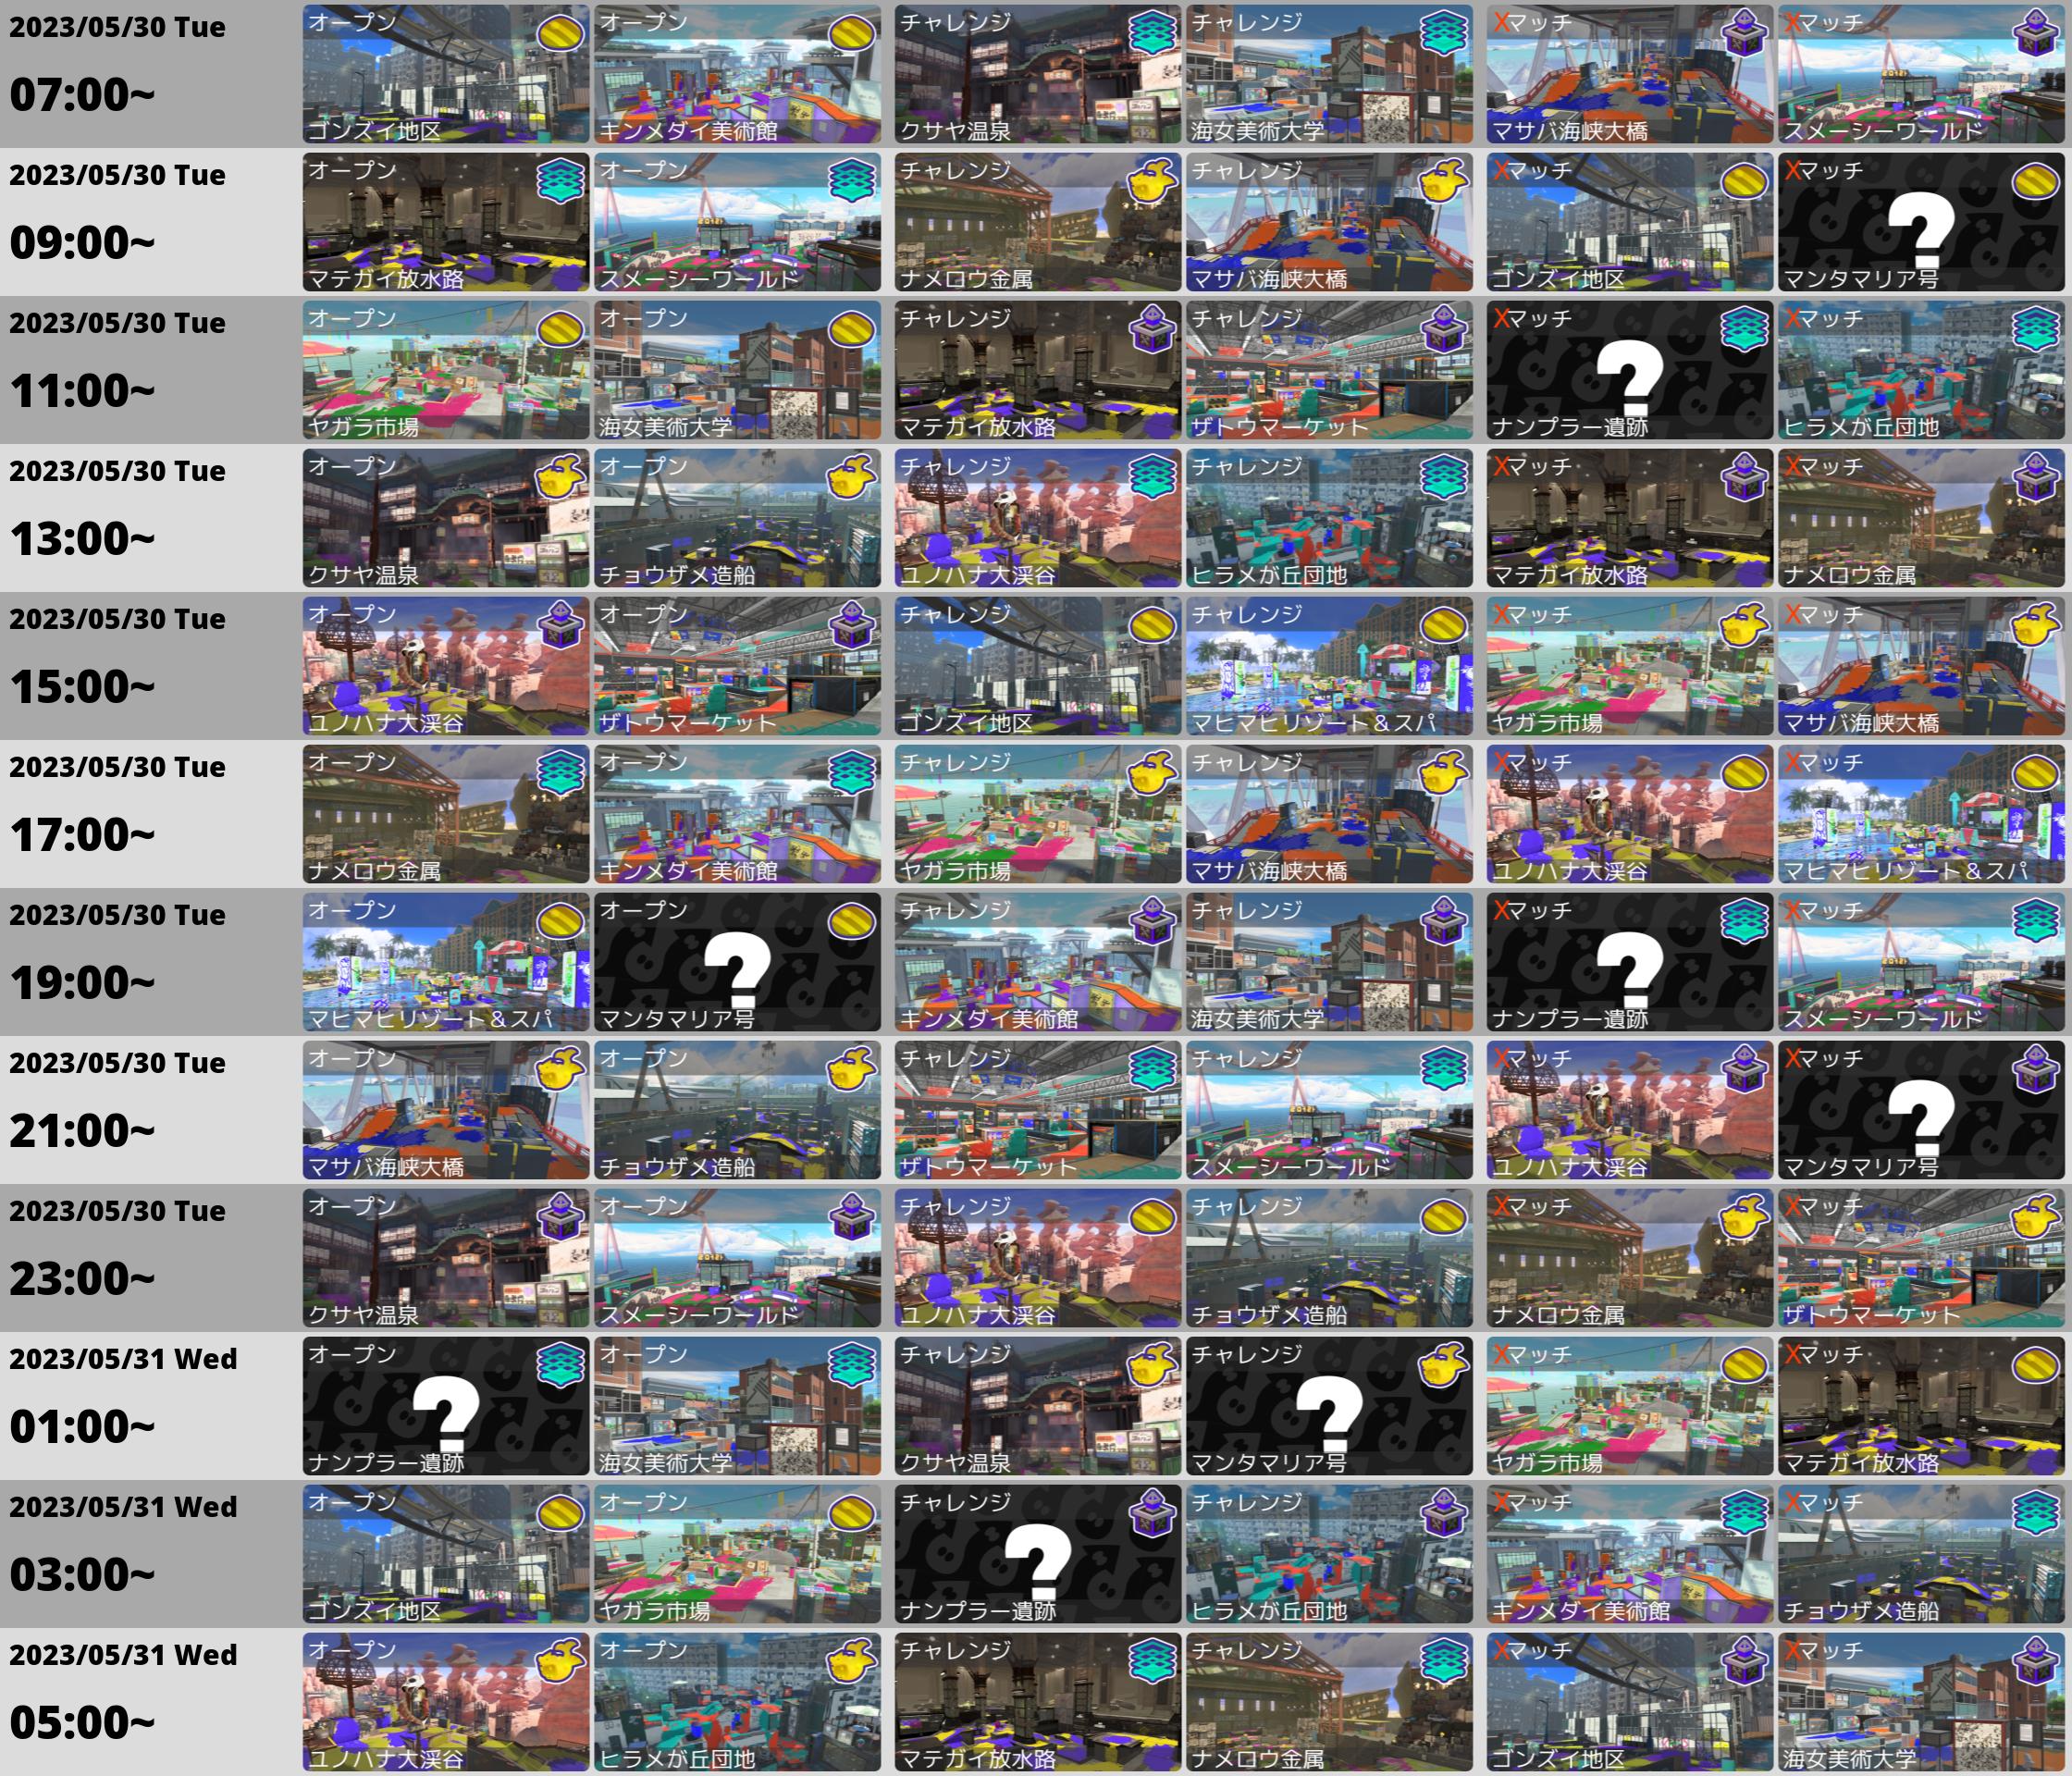 2023/05/30 Tue
07:00~
オープン オープン チャレンジ チャレンジ Xマッチ Xマッチ
ゴンズイ地区 キンメダイ美術館 クサヤ温泉 海女美術大学 マサバ海峡大橋 スメーシーワールド
2023/05/30 Tue
09:00~
オープン オープン チャレンジ チャレンジ Xマッチ Xマッチ
マテガイ放水路 スメーシーワールド ナメロウ金属 マサバ海峡大橋 ゴンズイ地区 マンタマリア号
?
2023/05/30 Tue
11:00~
オープン オープン チャレンジ チャレンジ Xマッチ Xマッチ
ヤガラ市場 海女美術大学 マテガイ放水路 ザトウマーケット ナンプラー遺跡 ヒラメが丘団地
?
2023/05/30 Tue
13:00~
オープン オープン チャレンジ チャレンジ Xマッチ Xマッチ
クサヤ温泉 チョウザメ造船 ユノハナ大渓谷 ヒラメが丘団地 マテガイ放水路 ナメロウ金属
2023/05/30 Tue
15:00~
オープン オープン チャレンジ チャレンジ Xマッチ Xマッチ
ユノハナ大渓谷 ザトウマーケット ゴンズイ地区 マヒマヒリゾート＆スパ ヤガラ市場 マサバ海峡大橋
2023/05/30 Tue
17:00~
オープン オープン チャレンジ チャレンジ Xマッチ Xマッチ
ナメロウ金属 キンメダイ美術館 ヤガラ市場 マサバ海峡大橋 ユノハナ大渓谷 マヒマヒリゾート＆スパ
2023/05/30 Tue
19:00~
オープン オープン チャレンジ チャレンジ Xマッチ Xマッチ
? ?
マヒマヒリゾート＆スパ マンタマリア号 キンメダイ美術館 海女美術大学 ナンプラー遺跡 スメーシーワールド
2023/05/30 Tue
21:00~
オープン オープン チャレンジ チャレンジ Xマッチ Xマッチ
?
マサバ海峡大橋 チョウザメ造船 ザトウマーケット スメーシーワールド ユノハナ大渓谷 マンタマリア号
2023/05/30 Tue
23:00~
オープン オープン チャレンジ チャレンジ Xマッチ Xマッチ
クサヤ温泉 スメーシーワールド ユノハナ大渓谷 チョウザメ造船 ナメロウ金属 ザトウマーケット
2023/05/31 Wed
01:00~
オープン オープン チャレンジ チャレンジ Xマッチ Xマッチ
? ?
ナンプラー遺跡 海女美術大学 クサヤ温泉 マンタマリア号 ヤガラ市場 マテガイ放水路
2023/05/31 Wed
03:00~
オープン オープン チャレンジ チャレンジ Xマッチ Xマッチ
?
ゴンズイ地区 ヤガラ市場 ナンプラー遺跡 ヒラメが丘団地 キンメダイ美術館 チョウザメ造船
2023/05/31 Wed
05:00~
オープン オープン チャレンジ チャレンジ Xマッチ Xマッチ
ユノハナ大渓谷 ヒラメが丘団地 マテガイ放水路 ナメロウ金属 ゴンズイ地区 海女美術大学